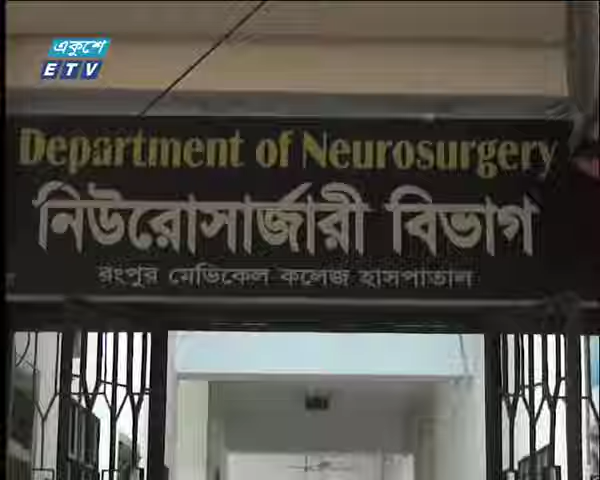 একুশে
ETV
Department of Neurosurgery
নিউরোসার্জারী বিভাগ
রংপুর মেডিকেল কলেজ হাসপাতাল